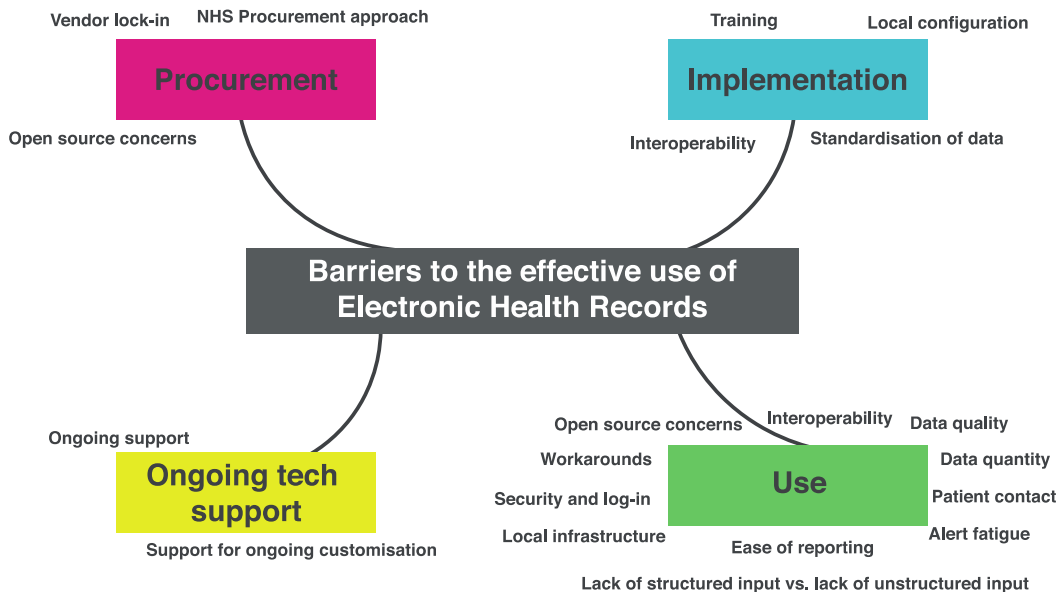 Vendor lock-in
NHS Procurement approach
Procurement
Open source concerns
Training
Local configuration
Implementation
Interoperability
Standardisation of data
Barriers to the effective use of
Electronic Health Records
Ongoing support
Ongoing tech
support
Support for ongoing customisation
Open source concerns
Interoperability
Data quality
Workarounds
Use
Data quantity
Security and log-in
Patient contact
Local infrastructure
Alert fatigue
Ease of reporting
Lack of structured input vs. lack of unstructured input